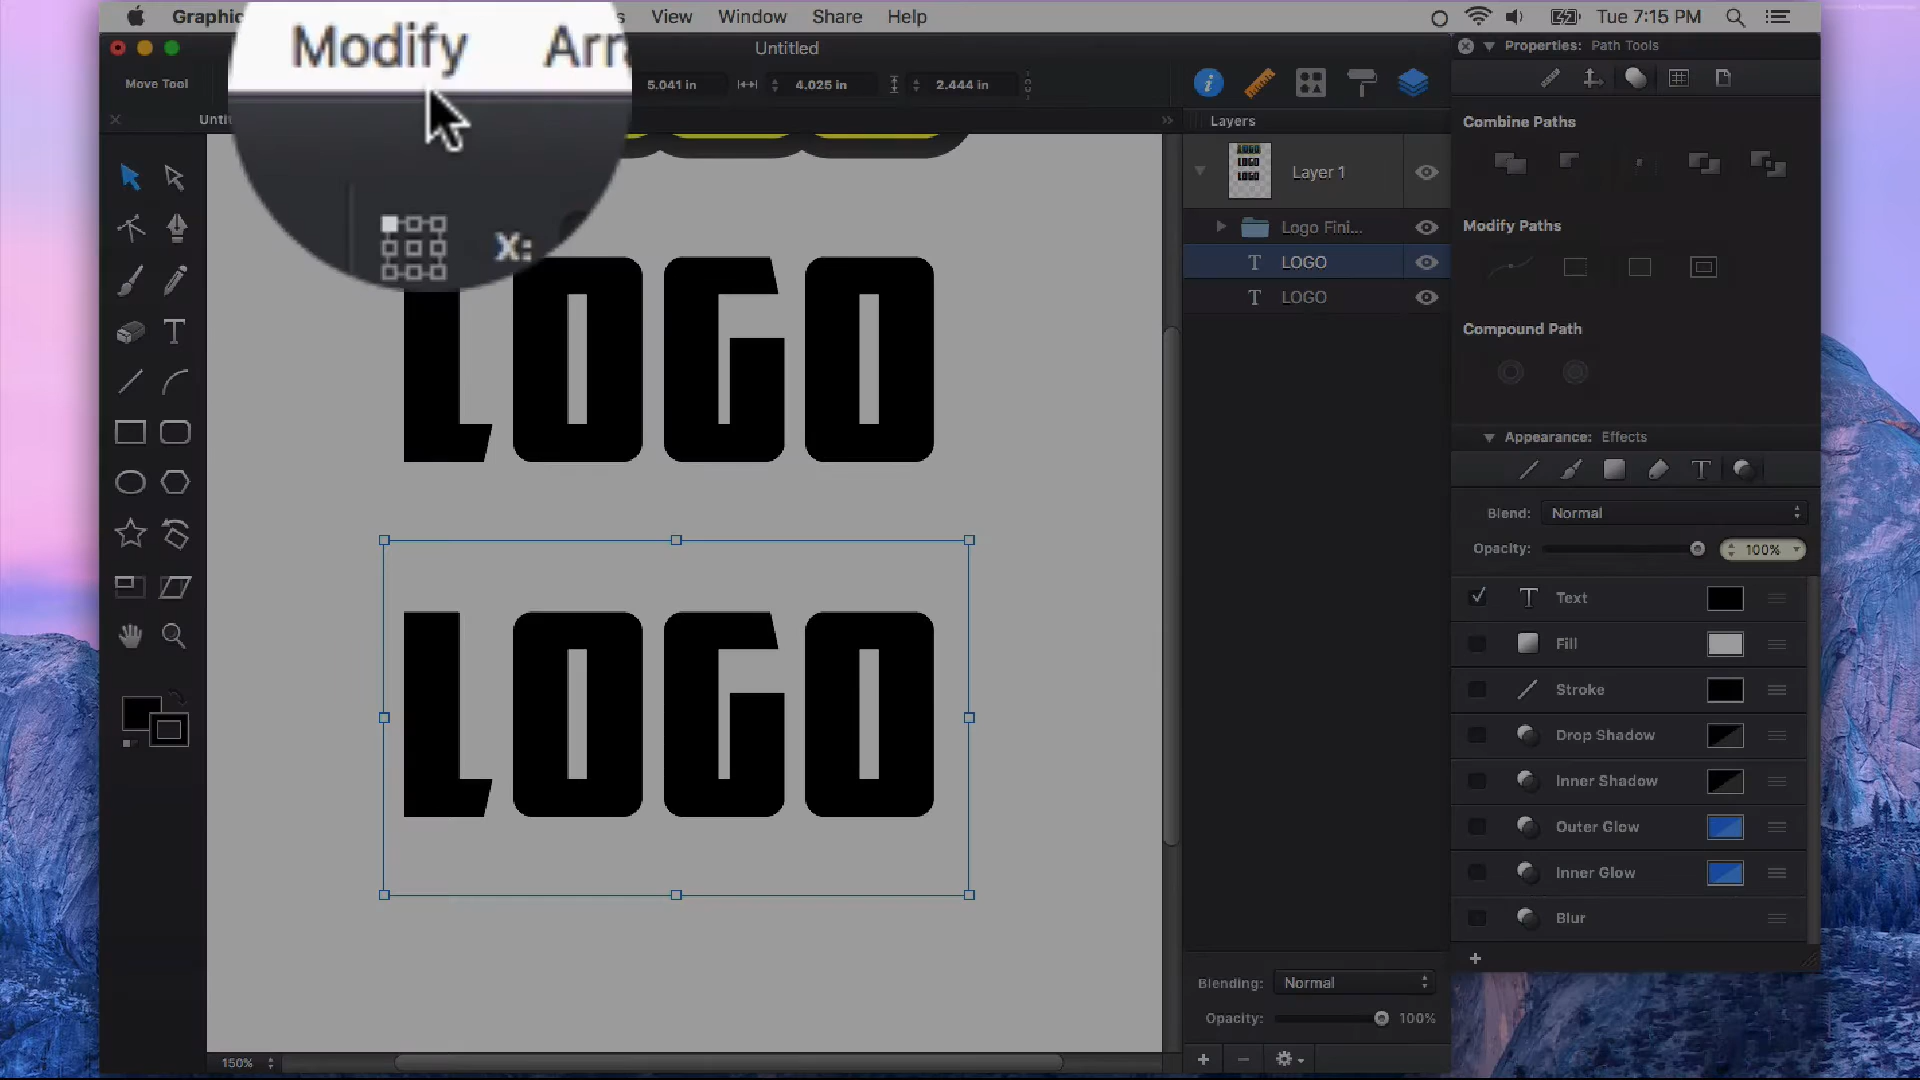 Graphic View Window Share Help Tue 7:15 PM
Modify Arr
Untitled
Properties: Path Tools
Move Tool 5.041 in 4.025 in 2.444 in
Untit
X:
Layers
Layer 1
Logo Fini...
LOGO
LOGO
LOGO
LOGO
150%
Blending: Normal
Opacity: 100%
Combine Paths
Modify Paths
Compound Path
Appearance: Effects
Blend: Normal
Opacity: 100%
Text
Fill
Stroke
Drop Shadow
Inner Shadow
Outer Glow
Inner Glow
Blur